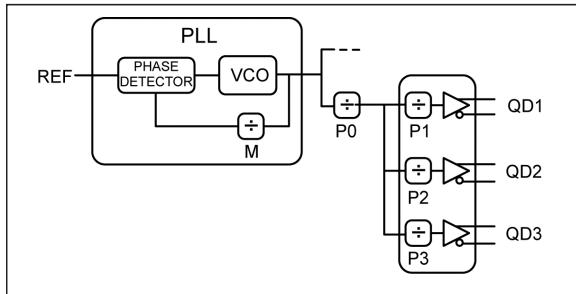 PLL
REF
PHASE
DETECTOR
VCO
÷
M
÷
P0
÷
P1
QD1
÷
P2
QD2
÷
P3
QD3